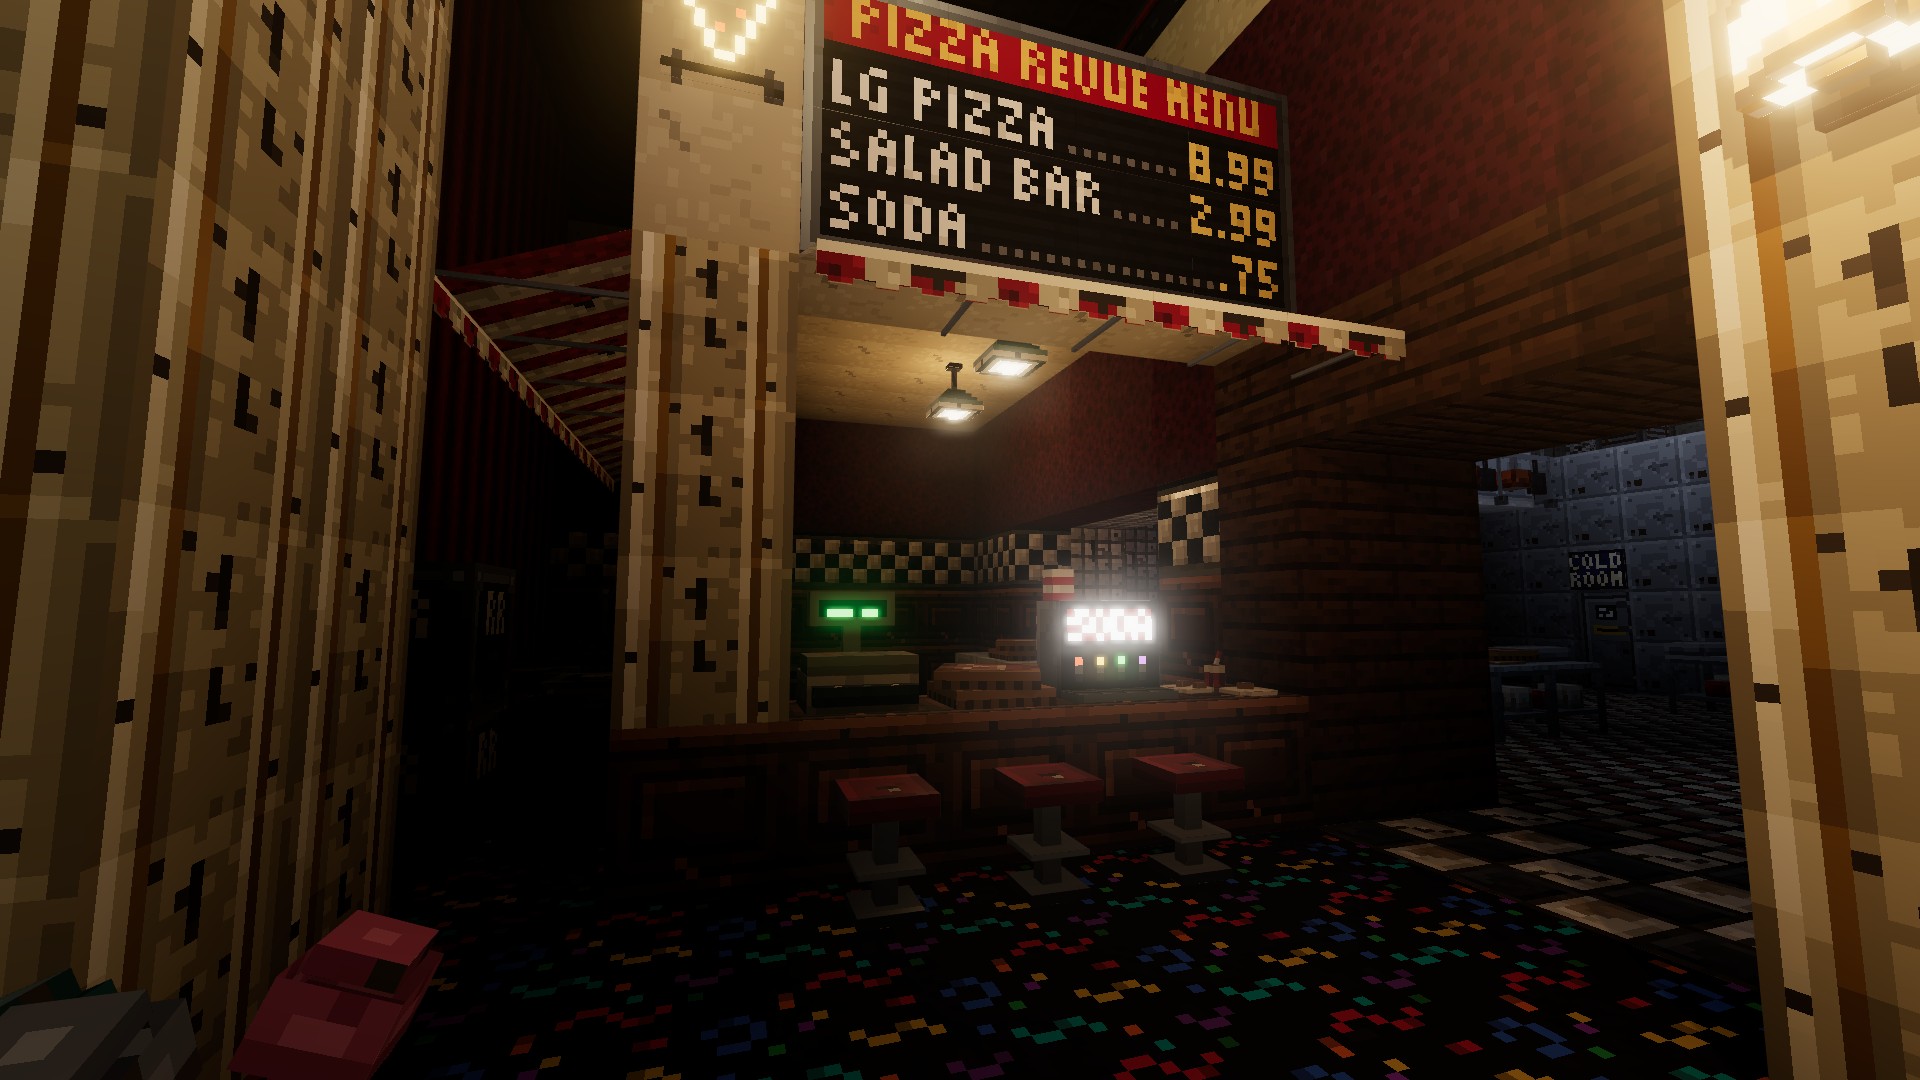 PIZZA REVUE MENU
LG PIZZA ........ 8.99
SALAD BAR ..... 2.99
SODA ................ .75
COLD
ROOM
SODA